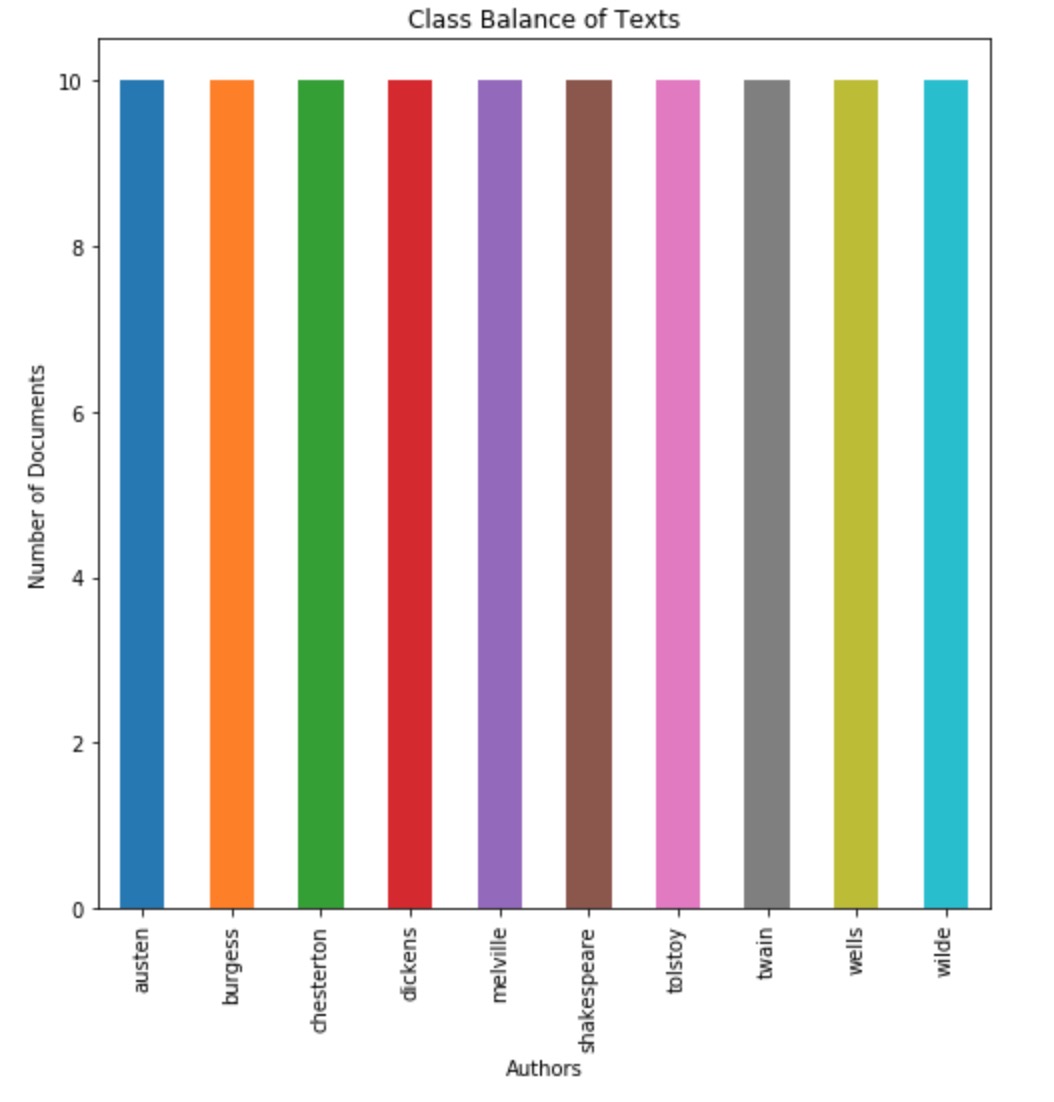 Class Balance of Texts
10
8
6
4
2
0
Number of Documents
austen
burgess
chesterton
dickens
melville
shakespeare
tolstoy
twain
wells
wilde
Authors